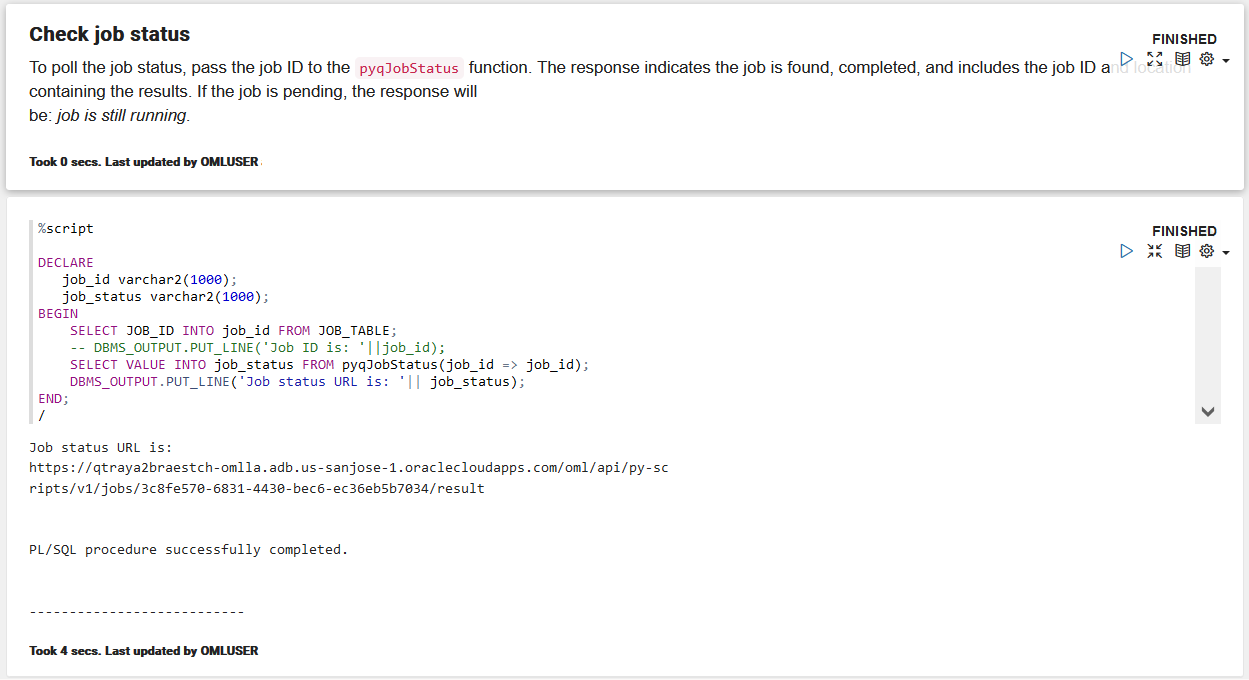 Check job status
FINISHED
To poll the job status, pass the job ID to the pyqJobStatus function. The response indicates the job is found, completed, and includes the job ID and location
containing the results. If the job is pending, the response will
be: job is still running.
Took 0 secs. Last updated by OMLUSER
%script
FINISHED
DECLARE
job_id varchar2(1000);
job_status varchar2(1000);
BEGIN
SELECT JOB_ID INTO job_id FROM JOB_TABLE;
-- DBMS_OUTPUT.PUT_LINE('Job ID is: '||job_id);
SELECT VALUE INTO job_status FROM pyqJobStatus(job_id => job_id);
DBMS_OUTPUT.PUT_LINE('Job status URL is: '|| job_status);
END;
/
Job status URL is:
https://qtraya2braestch-omlla.adb.us-sanjose-1.oraclecloudapps.com/oml/api/py-sc
ripts/v1/jobs/3c8fe570-6831-4430-bec6-ec36eb5b7034/result
PL/SQL procedure successfully completed.
---------------------------
Took 4 secs. Last updated by OMLUSER